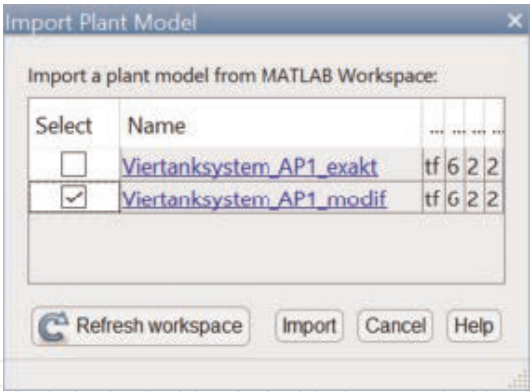 Import Plant Model
Import a plant model from MATLAB Workspace:
Select Name ... ... ... ...
Viertanksystem_AP1_exakt tf 6 2 2
Viertanksystem_AP1_modif tf 6 2 2
Refresh workspace Import Cancel Help